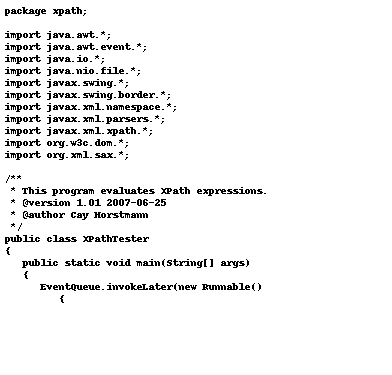 package xpath;

import java.awt.*;
import java.awt.event.*;
import java.io.*;
import java.nio.file.*;
import javax.swing.*;
import javax.swing.border.*;
import javax.xml.namespace.*;
import javax.xml.parsers.*;
import javax.xml.xpath.*;
import org.w3c.dom.*;
import org.xml.sax.*;

/**
 * This program evaluates XPath expressions.
 * @version 1.01 2007-06-25
 * @author Cay Horstmann
 */
public class XPathTester
{
   public static void main(String[] args)
   {
      EventQueue.invokeLater(new Runnable()
         {